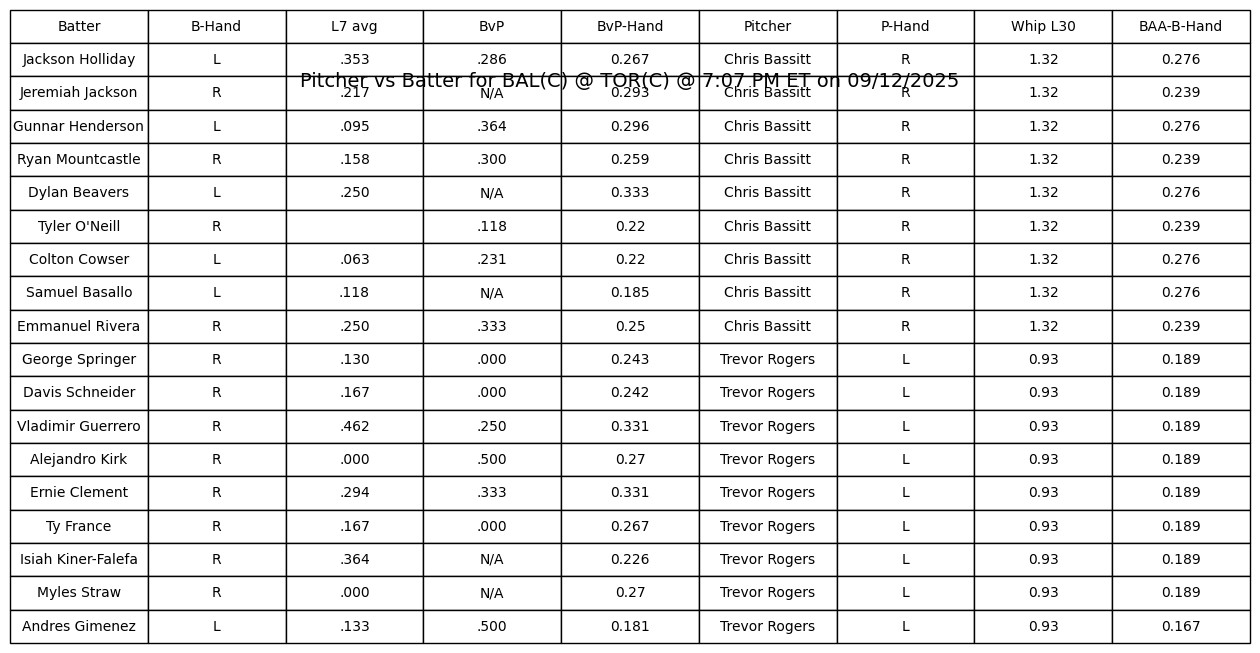 Batter B-Hand L7 avg BvP BvP-Hand Pitcher P-Hand Whip L30 BAA-B-Hand
Jackson Holliday L .353 .286 0.267 Chris Bassitt R 1.32 0.276
Pitcher vs Batter for BAL(C) @ TOR(C) @ 7:07 PM ET on 09/12/2025
Jeremiah Jackson R .217 N/A 0.293 Chris Bassitt R 1.32 0.239
Gunnar Henderson L .095 .364 0.296 Chris Bassitt R 1.32 0.276
Ryan Mountcastle R .158 .300 0.259 Chris Bassitt R 1.32 0.239
Dylan Beavers L .250 N/A 0.333 Chris Bassitt R 1.32 0.276
Tyler O'Neill R .118 0.22 Chris Bassitt R 1.32 0.239
Colton Cowser L .063 .231 0.22 Chris Bassitt R 1.32 0.276
Samuel Basallo L .118 N/A 0.185 Chris Bassitt R 1.32 0.276
Emmanuel Rivera R .250 .333 0.25 Chris Bassitt R 1.32 0.239
George Springer R .130 .000 0.243 Trevor Rogers L 0.93 0.189
Davis Schneider R .167 .000 0.242 Trevor Rogers L 0.93 0.189
Vladimir Guerrero R .462 .250 0.331 Trevor Rogers L 0.93 0.189
Alejandro Kirk R .000 .500 0.27 Trevor Rogers L 0.93 0.189
Ernie Clement R .294 .333 0.331 Trevor Rogers L 0.93 0.189
Ty France R .167 .000 0.267 Trevor Rogers L 0.93 0.189
Isiah Kiner-Falefa R .364 N/A 0.226 Trevor Rogers L 0.93 0.189
Myles Straw R .000 N/A 0.27 Trevor Rogers L 0.93 0.189
Andres Gimenez L .133 .500 0.181 Trevor Rogers L 0.93 0.167